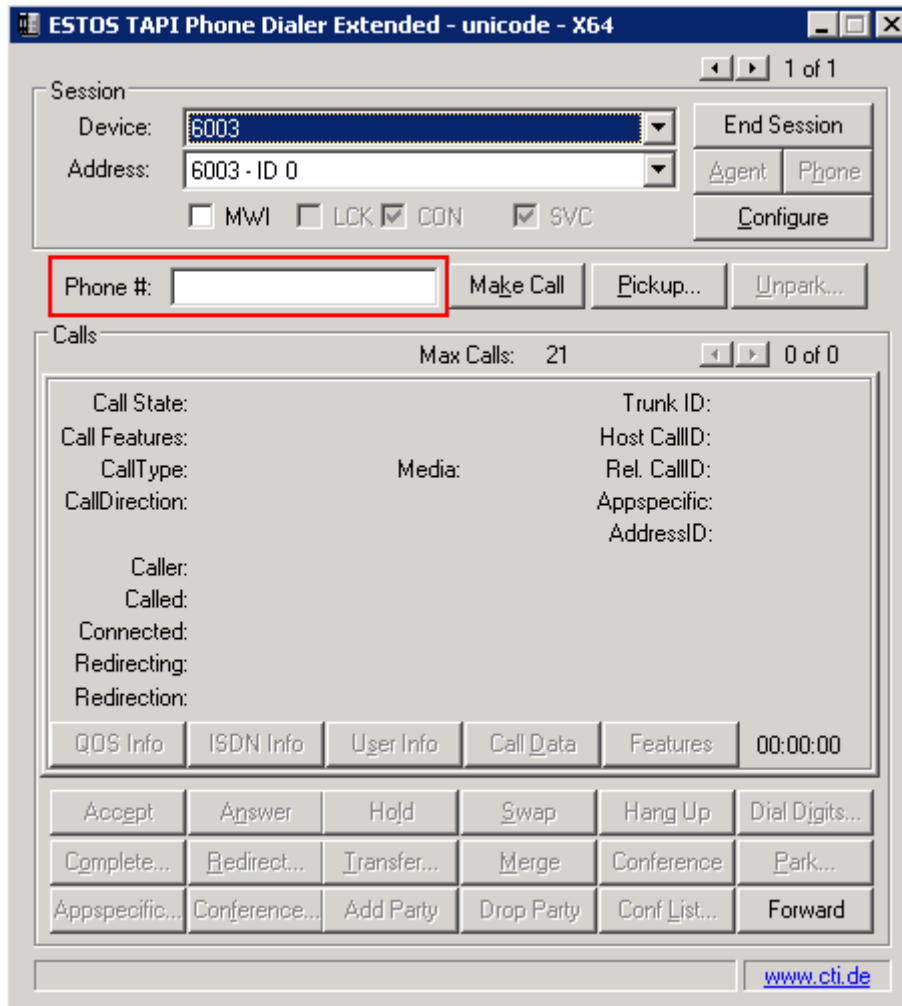 ESTOS TAPI Phone Dialer Extended - unicode - X64
1 of 1
Session
Device: 6003 End Session
Address: 6003 - ID 0 Agent Phone
MWI LCK CON SVC Configure
Phone #: Make Call Pickup... Unpark...
Calls
Max Calls: 21 0 of 0
Call State: Trunk ID:
Call Features: Host CallID:
CallType: Media: Rel. CallID:
CallDirection: Appspecific:
AddressID:
Caller:
Called:
Connected:
Redirecting:
Redirection:
QOS Info ISDN Info User Info Call Data Features 00:00:00
Accept Answer Hold Swap Hang Up Dial Digits...
Complete... Redirect... Transfer... Merge Conference Park...
Appspecific... Conference... Add Party Drop Party Conf List... Forward
www.cti.de